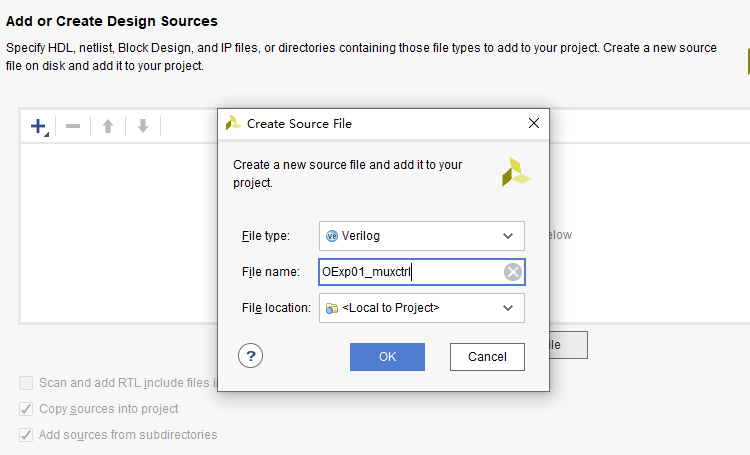 Add or Create Design Sources
Specify HDL, netlist, Block Design, and IP files, or directories containing those file types to add to your project. Create a new source
file on disk and add it to your project.
Create Source File
Create a new source file and add it to your
project.
File type:
ve Verilog
File name:
OExp01_muxctrl
File location:
<Local to Project>
?
OK
Cancel
elow
ile
Scan and add RTL include files i
Copy sources into project
Add sources from subdirectories